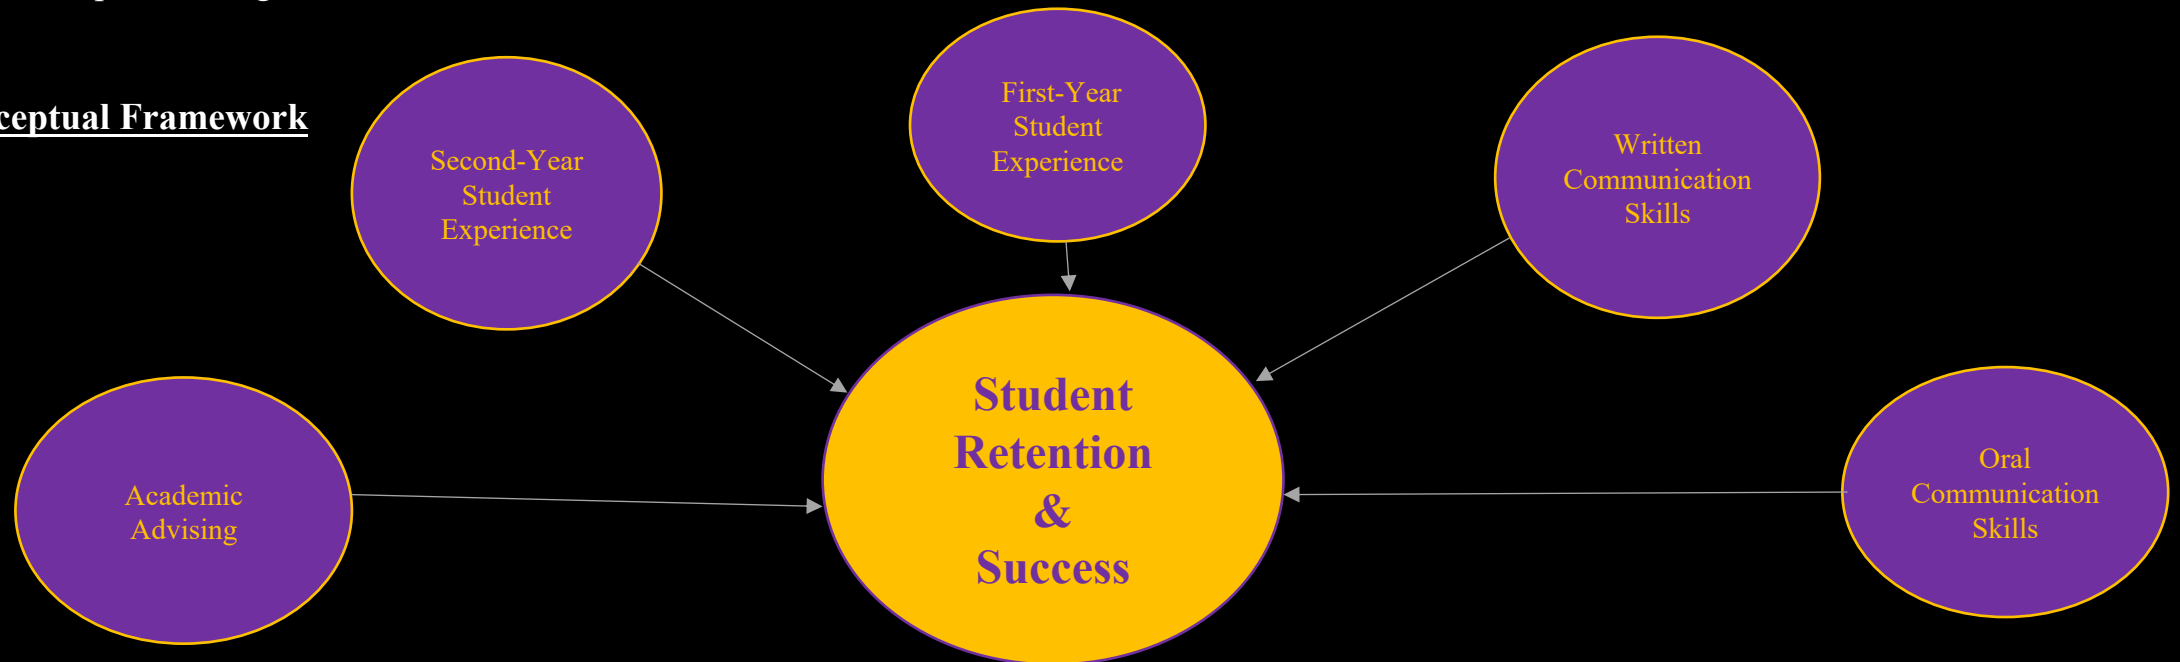 ceptual Framework
First-Year
Student
Experience
Second-Year
Student
Experience
Written
Communication
Skills
Student
Retention
&
Success
Academic
Advising
Oral
Communication
Skills